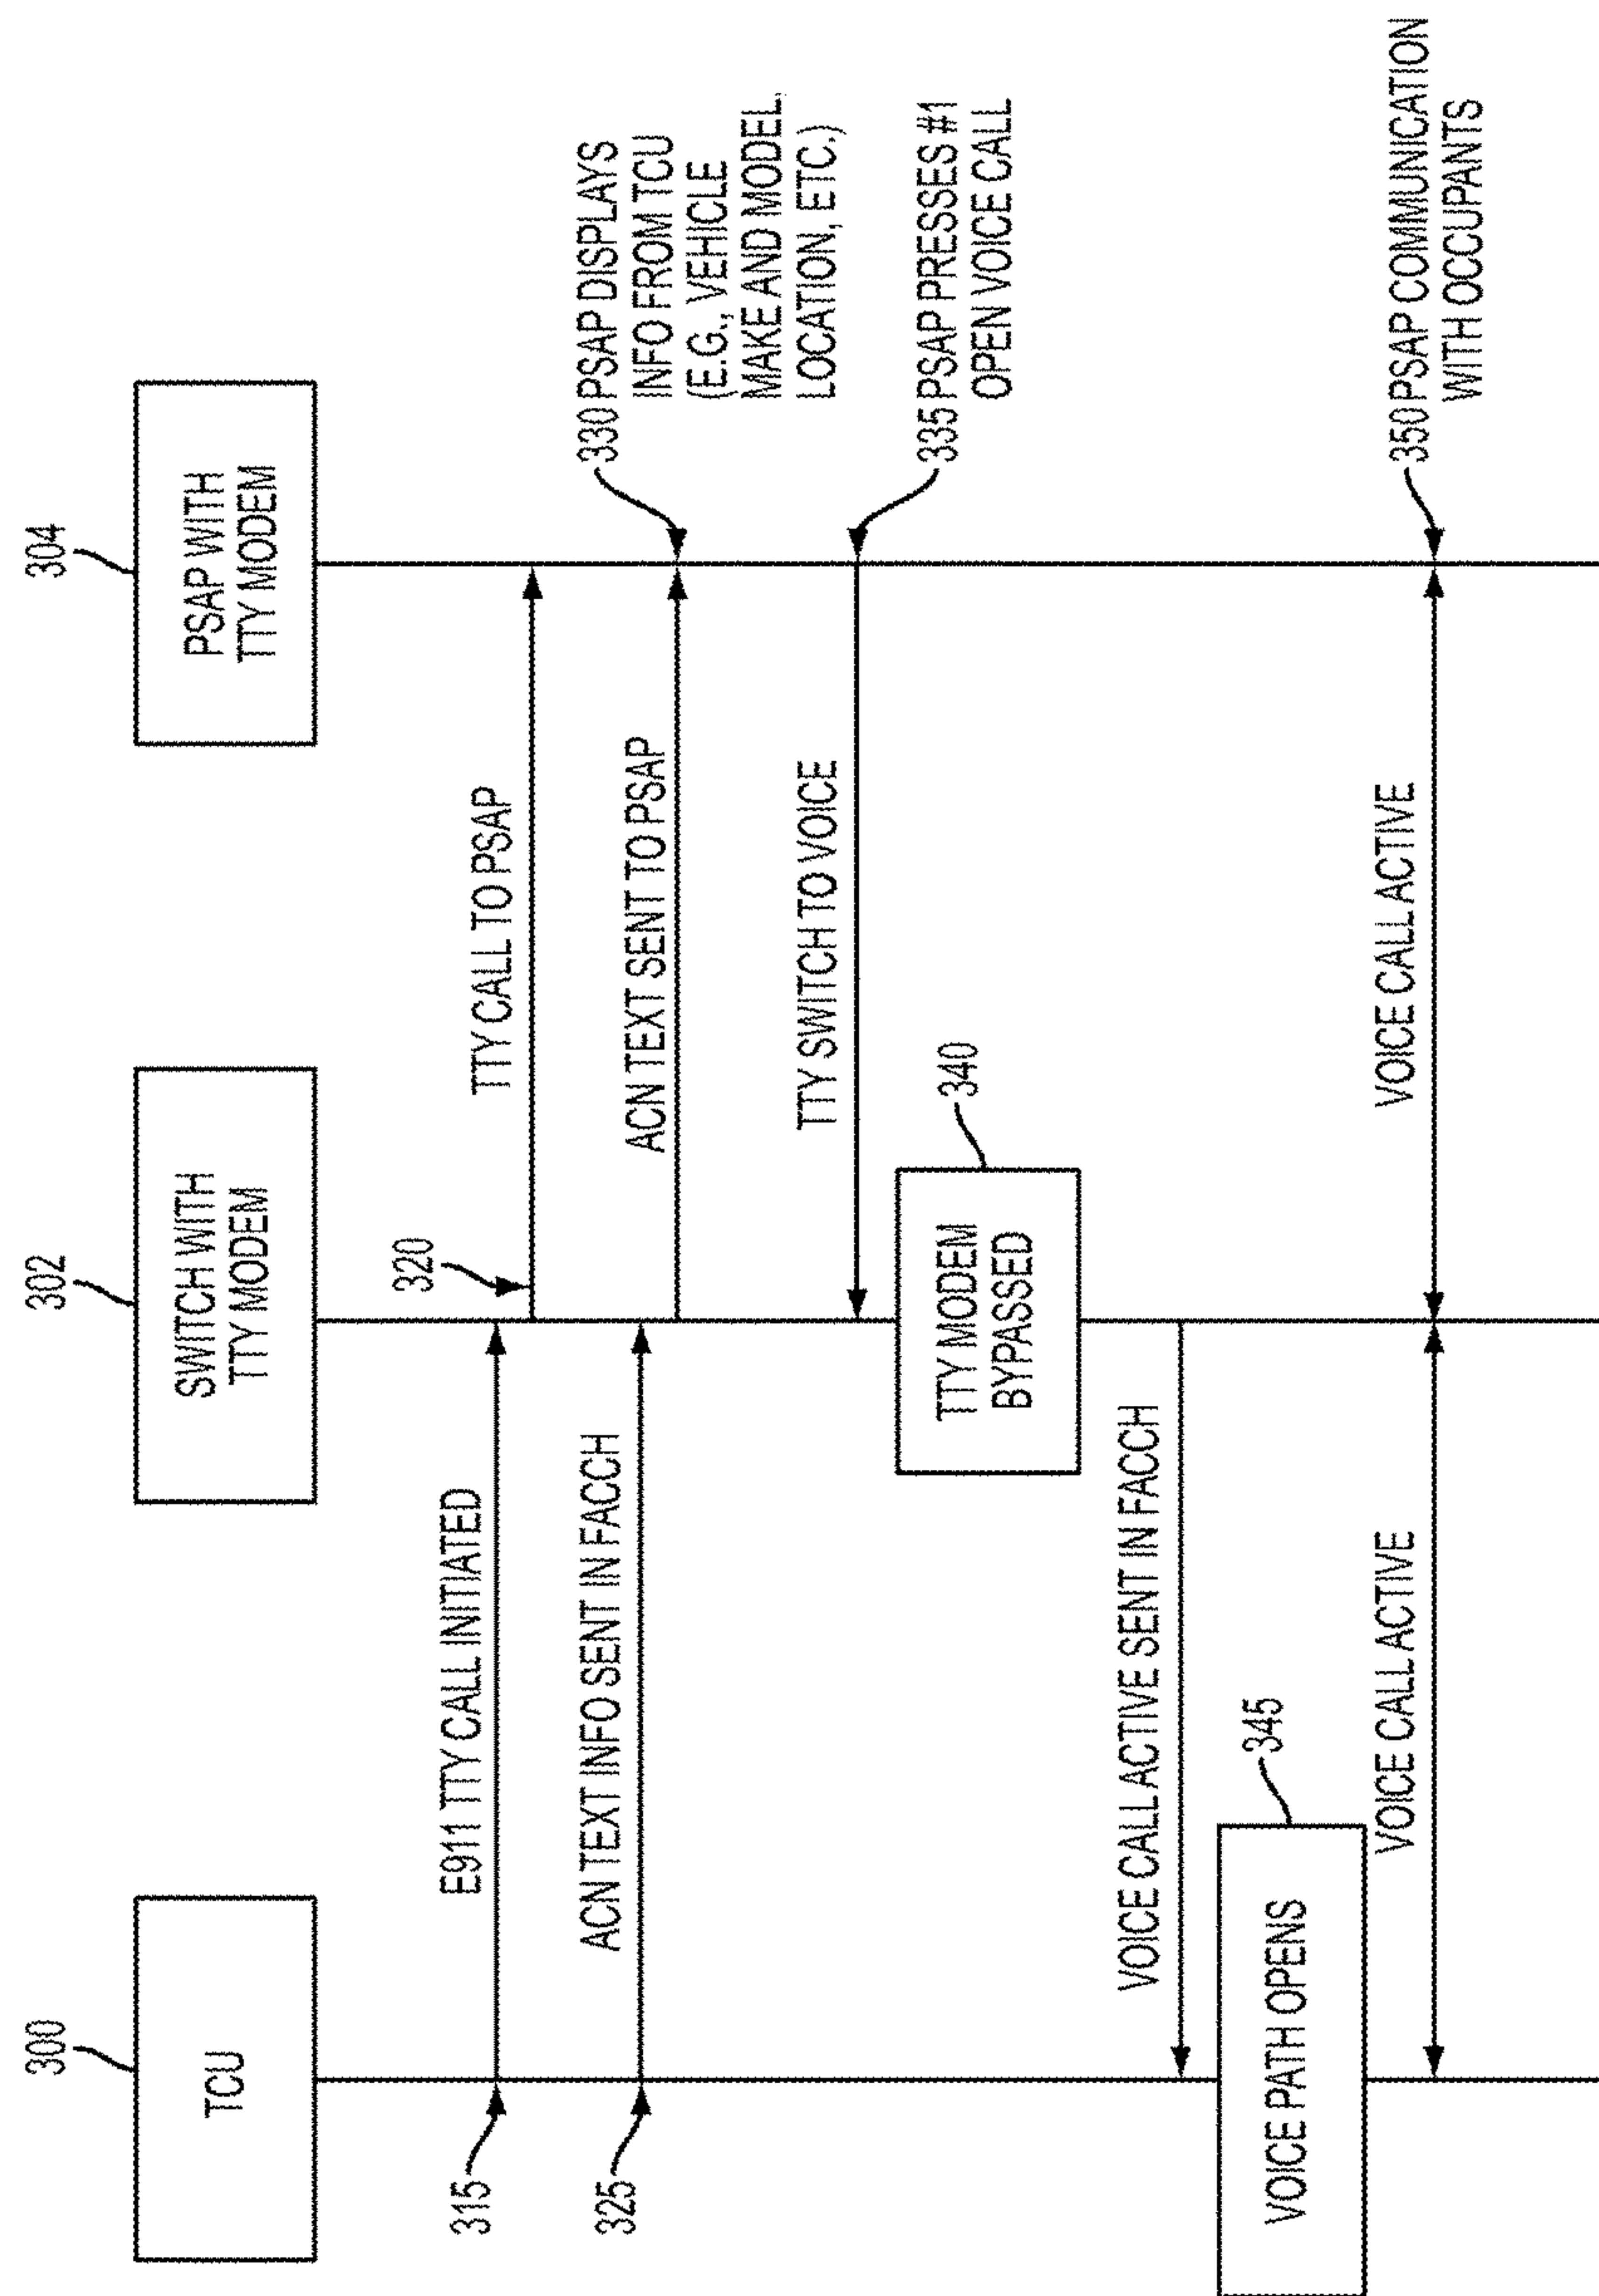 300
TCU
302
SWITCH WITH
TTY MODEM
304
PSAP WITH
TTY MODEM
315
E911 TTY CALL INITIATED
320
TTY CALL TO PSAP
325
ACN TEXT INFO SENT IN FACCH
ACN TEXT SENT TO PSAP
330 PSAP DISPLAYS
INFO FROM TCU
(E.G., VEHICLE
MAKE AND MODEL,
LOCATION, ETC.)
TTY SWITCH TO VOICE
335 PSAP PRESSES #1
OPEN VOICE CALL
340
TTY MODEM
BYPASSED
VOICE CALL ACTIVE SENT IN FACCH
345
VOICE PATH OPENS
VOICE CALL ACTIVE
VOICE CALL ACTIVE
350 PSAP COMMUNICATION
WITH OCCUPANTS